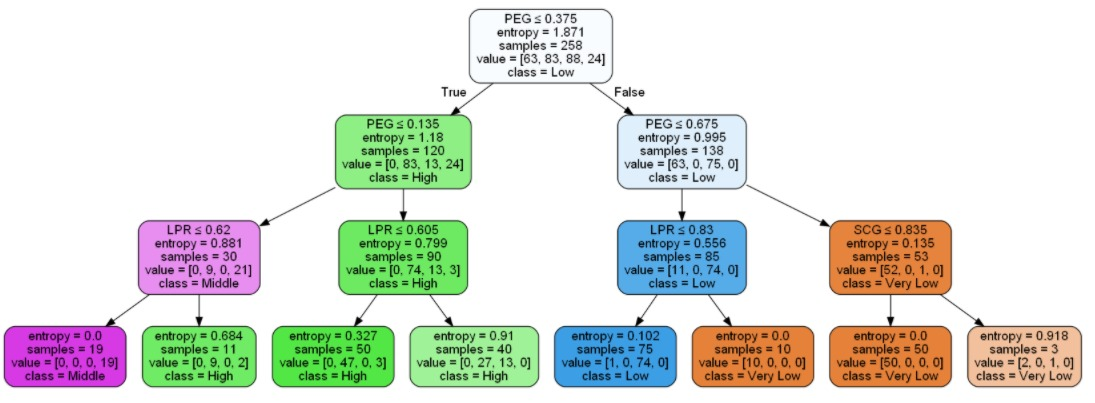 PEG ≤ 0.375
entropy = 1.871
samples = 258
value = [63, 83, 88, 24]
class = Low
True
False
PEG ≤ 0.135
entropy = 1.18
samples = 120
value = [0, 83, 13, 24]
class = High
PEG ≤ 0.675
entropy = 0.995
samples = 138
value = [63, 0, 75, 0]
class = Low
LPR ≤ 0.62
entropy = 0.881
samples = 30
value = [0, 9, 0, 21]
class = Middle
LPR ≤ 0.605
entropy = 0.799
samples = 90
value = [0, 74, 13, 3]
class = High
LPR ≤ 0.83
entropy = 0.556
samples = 85
value = [11, 0, 74, 0]
class = Low
SCG ≤ 0.835
entropy = 0.135
samples = 53
value = [52, 0, 1, 0]
class = Very Low
entropy = 0.0
samples = 19
value = [0, 0, 0, 19]
class = Middle
entropy = 0.684
samples = 11
value = [0, 9, 0, 2]
class = High
entropy = 0.327
samples = 50
value = [0, 47, 0, 3]
class = High
entropy = 0.91
samples = 40
value = [0, 27, 13, 0]
class = High
entropy = 0.102
samples = 75
value = [1, 0, 74, 0]
class = Low
entropy = 0.0
samples = 10
value = [10, 0, 0, 0]
class = Very Low
entropy = 0.0
samples = 50
value = [50, 0, 0, 0]
class = Very Low
entropy = 0.918
samples = 3
value = [2, 0, 1, 0]
class = Very Low